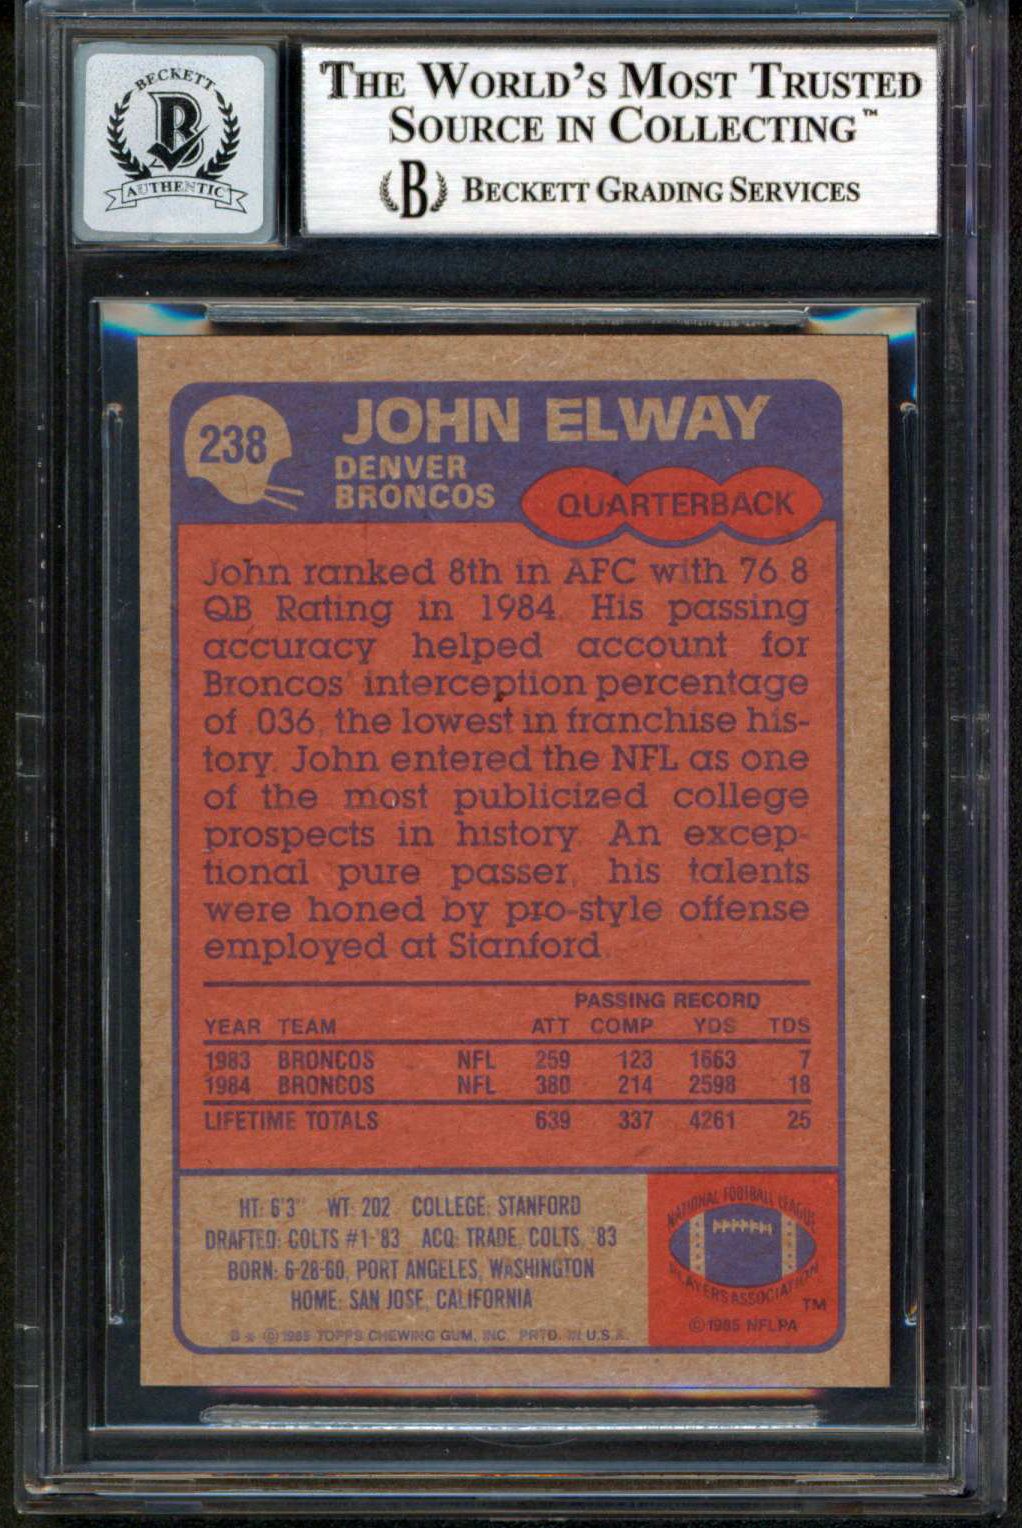 BECKETT
B
AUTHENTIC
THE WORLD'S MOST TRUSTED
SOURCE IN COLLECTING™
B BECKETT GRADING SERVICES
238
JOHN ELWAY
DENVER
BRONCOS
QUARTERBACK
John ranked 8th in AFC with 76.8
QB Rating in 1984. His passing
accuracy helped account for
Broncos' interception percentage
of .036, the lowest in franchise his-
tory. John entered the NFL as one
of the most publicized college
prospects in history. An excep-
tional pure passer, his talents
were honed by pro-style offense
employed at Stanford.
PASSING RECORD
YEAR TEAM ATT COMP YDS TDS
1983 BRONCOS NFL 259 123 1663 7
1984 BRONCOS NFL 380 214 2598 18
LIFETIME TOTALS 639 337 4261 25
HT: 6'3" WT: 202 COLLEGE: STANFORD
DRAFTED: COLTS #1-'83 ACQ: TRADE, COLTS, '83
BORN: 6-28-60, PORT ANGELES, WASHINGTON
HOME: SAN JOSE, CALIFORNIA
B * © 1985 TOPPS CHEWING GUM, INC. PRTD. IN U.S.A.
NATIONAL FOOTBALL LEAGUE
PLAYERS ASSOCIATION
TM
© 1985 NFLPA